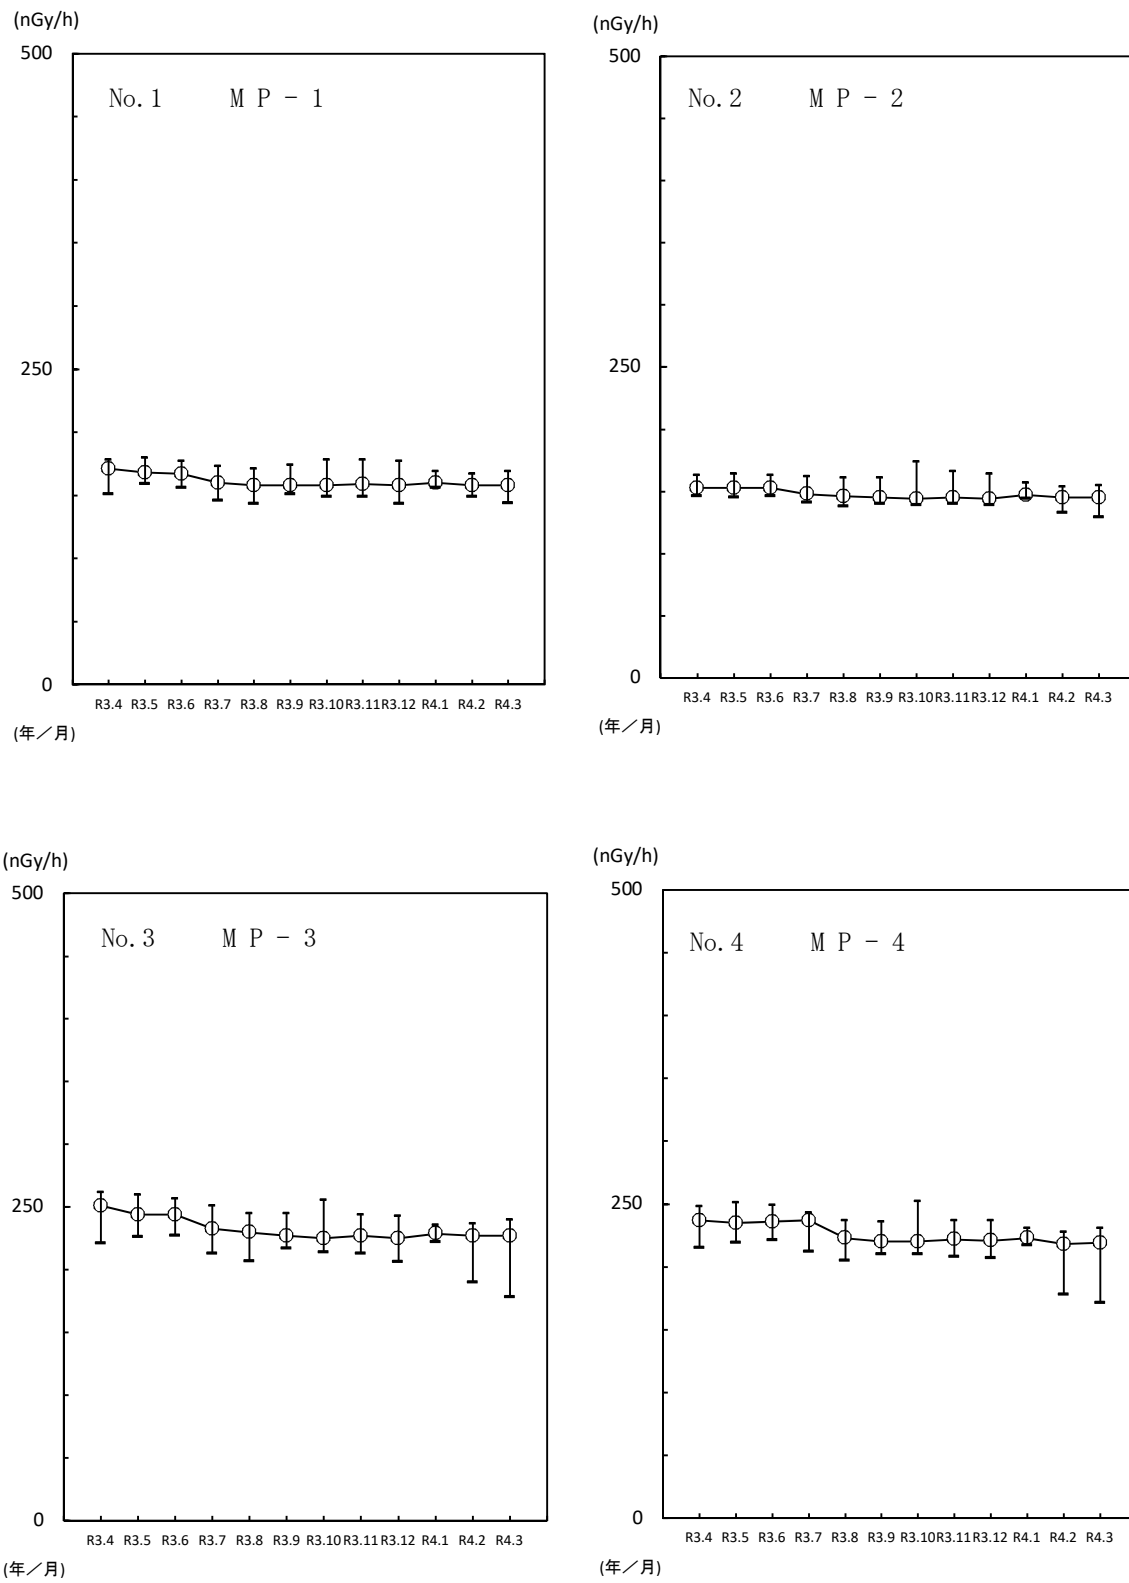 (nGy/h)
500
No.1 ＭＰ－１
250
0
R3.4 R3.5 R3.6 R3.7 R3.8 R3.9 R3.10 R3.11 R3.12 R4.1 R4.2 R4.3
(年／月)
(nGy/h)
500
No.2 ＭＰ－２
250
0
R3.4 R3.5 R3.6 R3.7 R3.8 R3.9 R3.10 R3.11 R3.12 R4.1 R4.2 R4.3
(年／月)
(nGy/h)
500
No.3 ＭＰ－３
250
0
R3.4 R3.5 R3.6 R3.7 R3.8 R3.9 R3.10 R3.11 R3.12 R4.1 R4.2 R4.3
(年／月)
(nGy/h)
500
No.4 ＭＰ－４
250
0
R3.4 R3.5 R3.6 R3.7 R3.8 R3.9 R3.10 R3.11 R3.12 R4.1 R4.2 R4.3
(年／月)